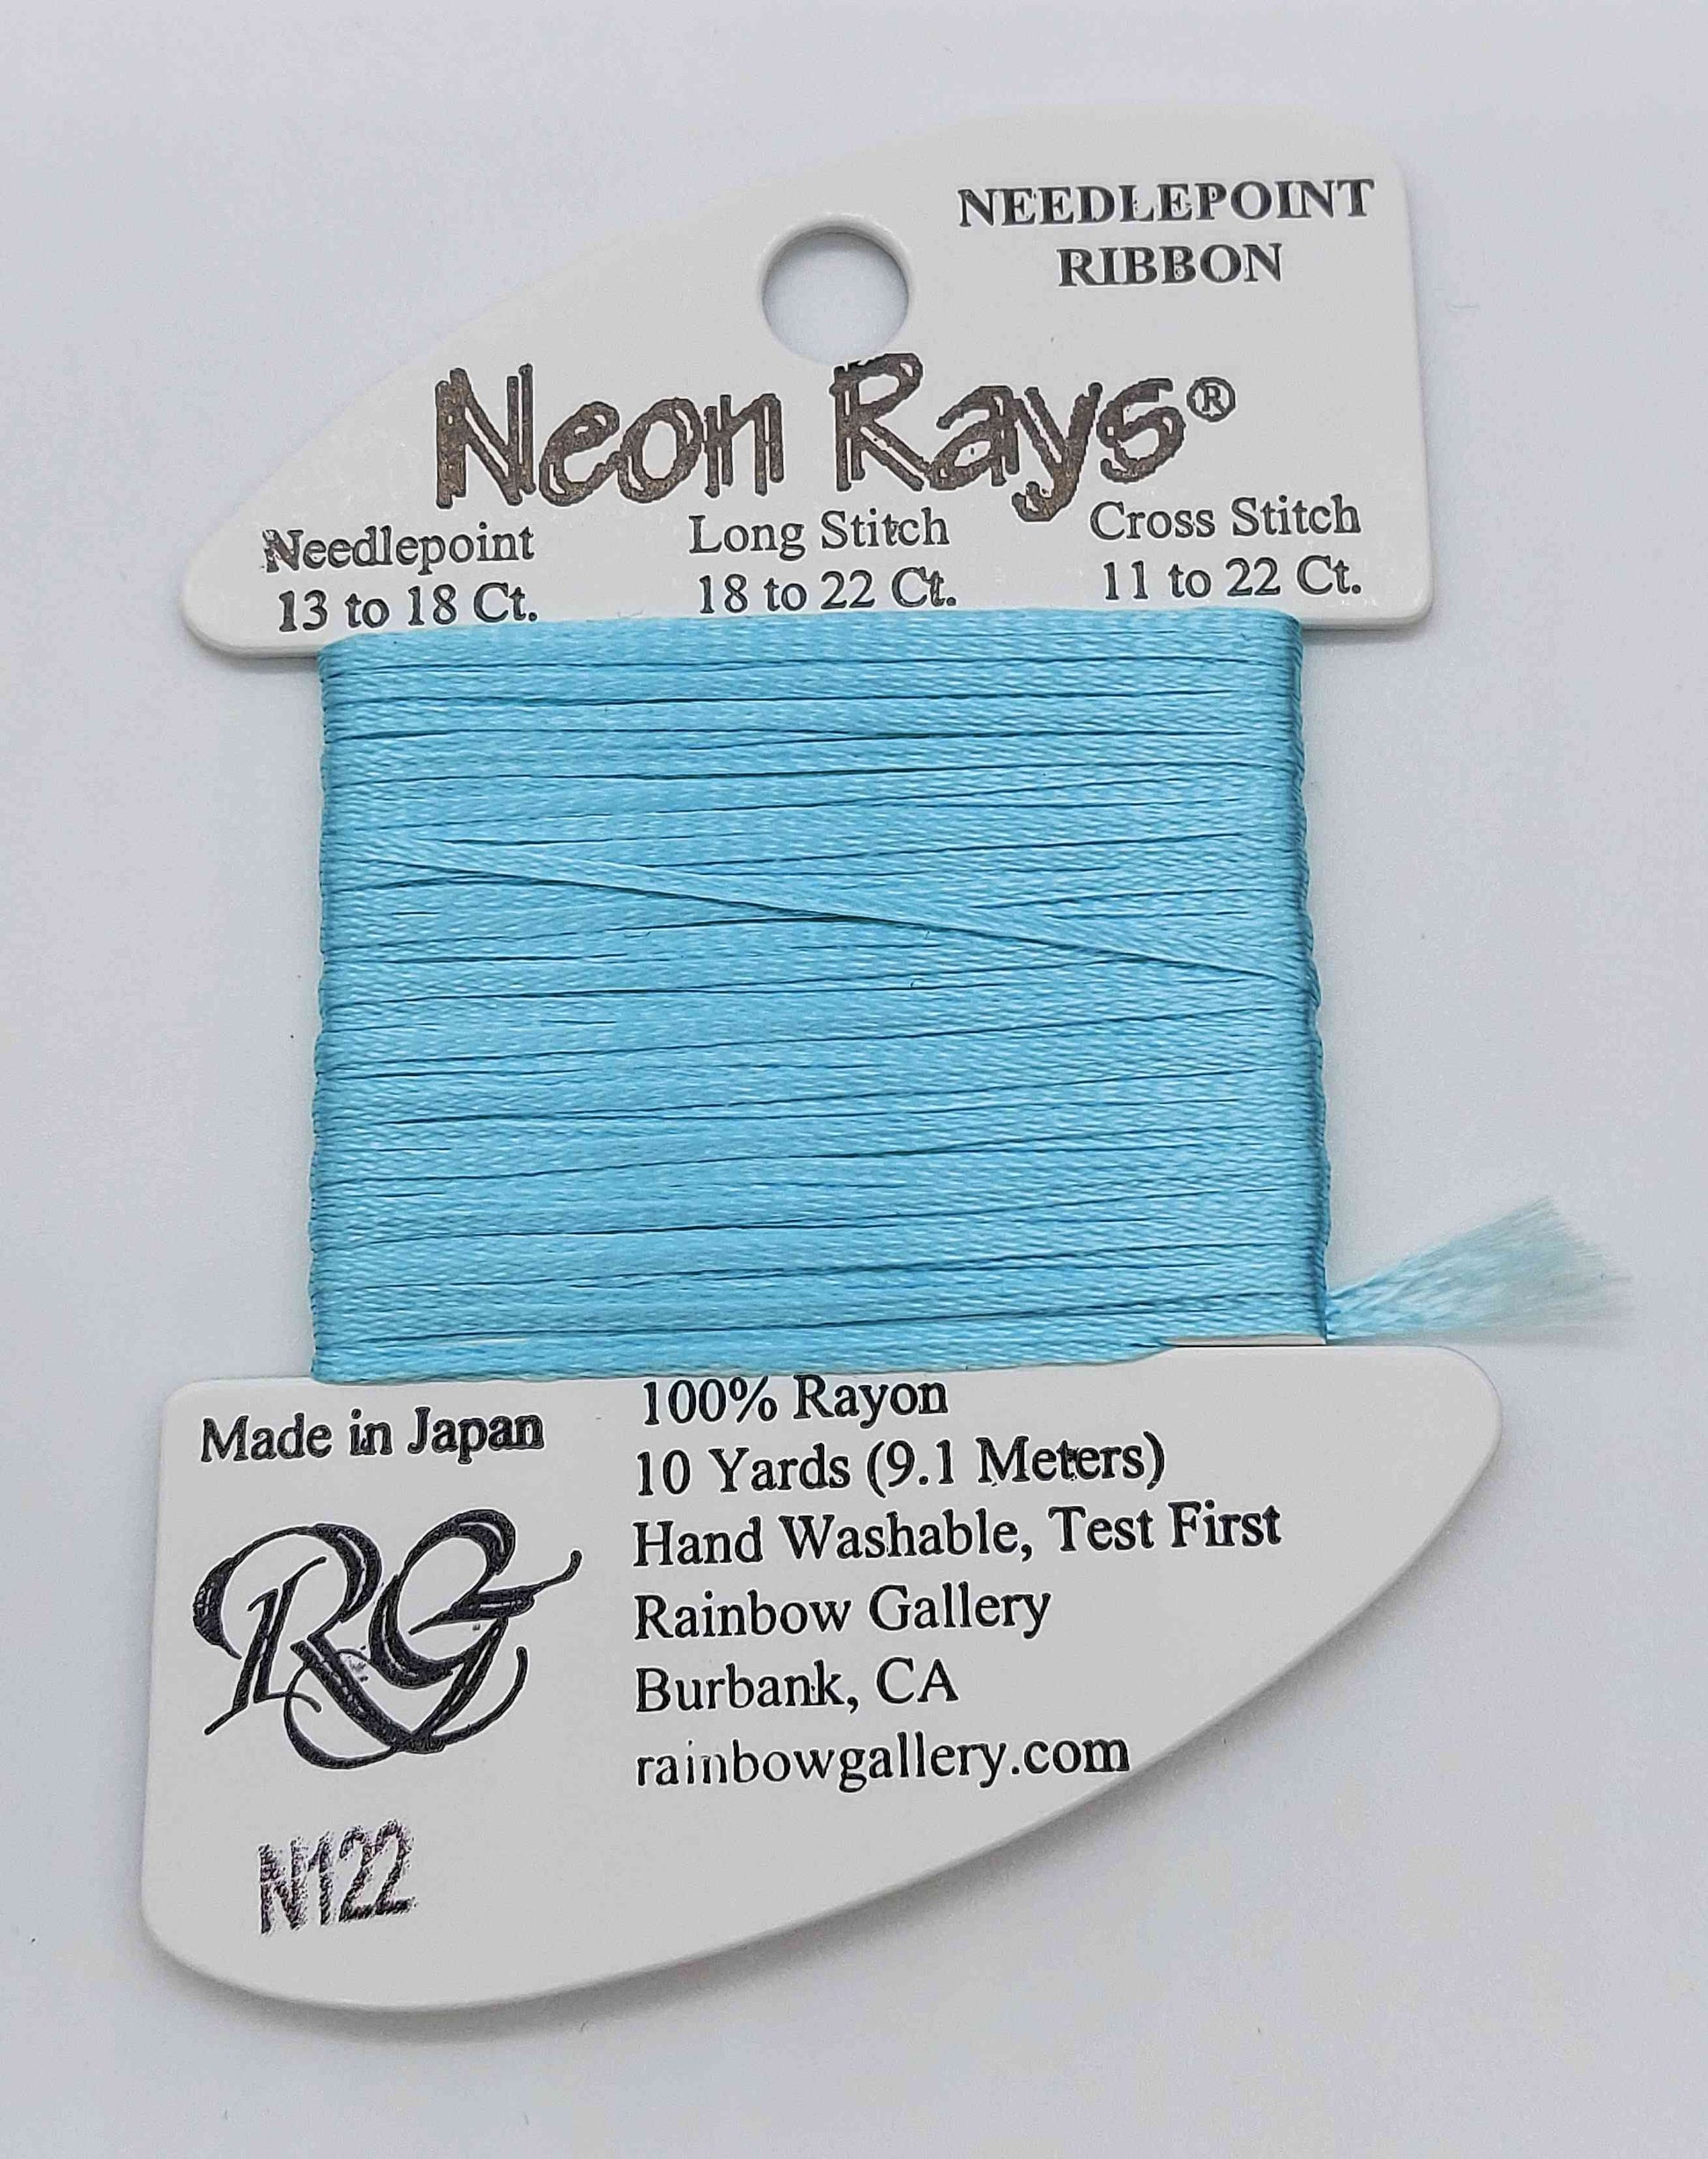 NEEDLEPOINT
RIBBON
Neon Rays®
Needlepoint
13 to 18 Ct.
Long Stitch
18 to 22 Ct.
Cross Stitch
11 to 22 Ct.
Made in Japan
RG
N122
100% Rayon
10 Yards (9.1 Meters)
Hand Washable, Test First
Rainbow Gallery
Burbank, CA
rainbowgallery.com